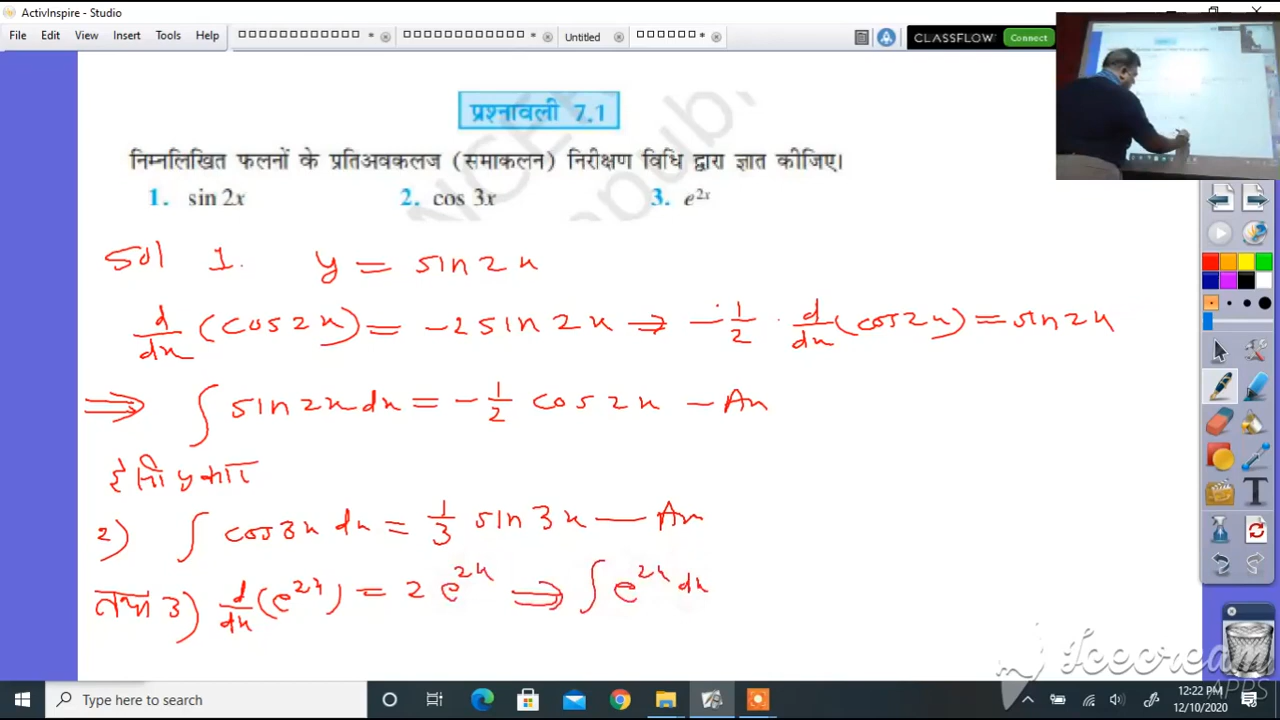 ActivInspire - Studio
File Edit View Insert Tools Help
Untitled
CLASSFLOW Connect
प्रश्नावली 7.1
निम्नलिखित फलनों के प्रतिअवकलज (समाकलन) निरीक्षण विधि द्वारा ज्ञात कीजिए।
1. sin 2x 2. cos 3x 3. e^{2x}
Sol 1. y = sin 2x
d/dx (cos 2x) = -2 sin 2x ⇒ -1/2 · d/dx (cos 2x) = sin 2x
⇒ ∫ sin 2x dx = -1/2 cos 2x — An
2) ∫ cos 3x dx = 1/3 sin 3x — An
तथा 3) d/dx (e^{2x}) = 2 e^{2x} ⇒ ∫ e^{2x} dx
Icecream
APPS
Type here to search
12:22 PM
12/10/2020